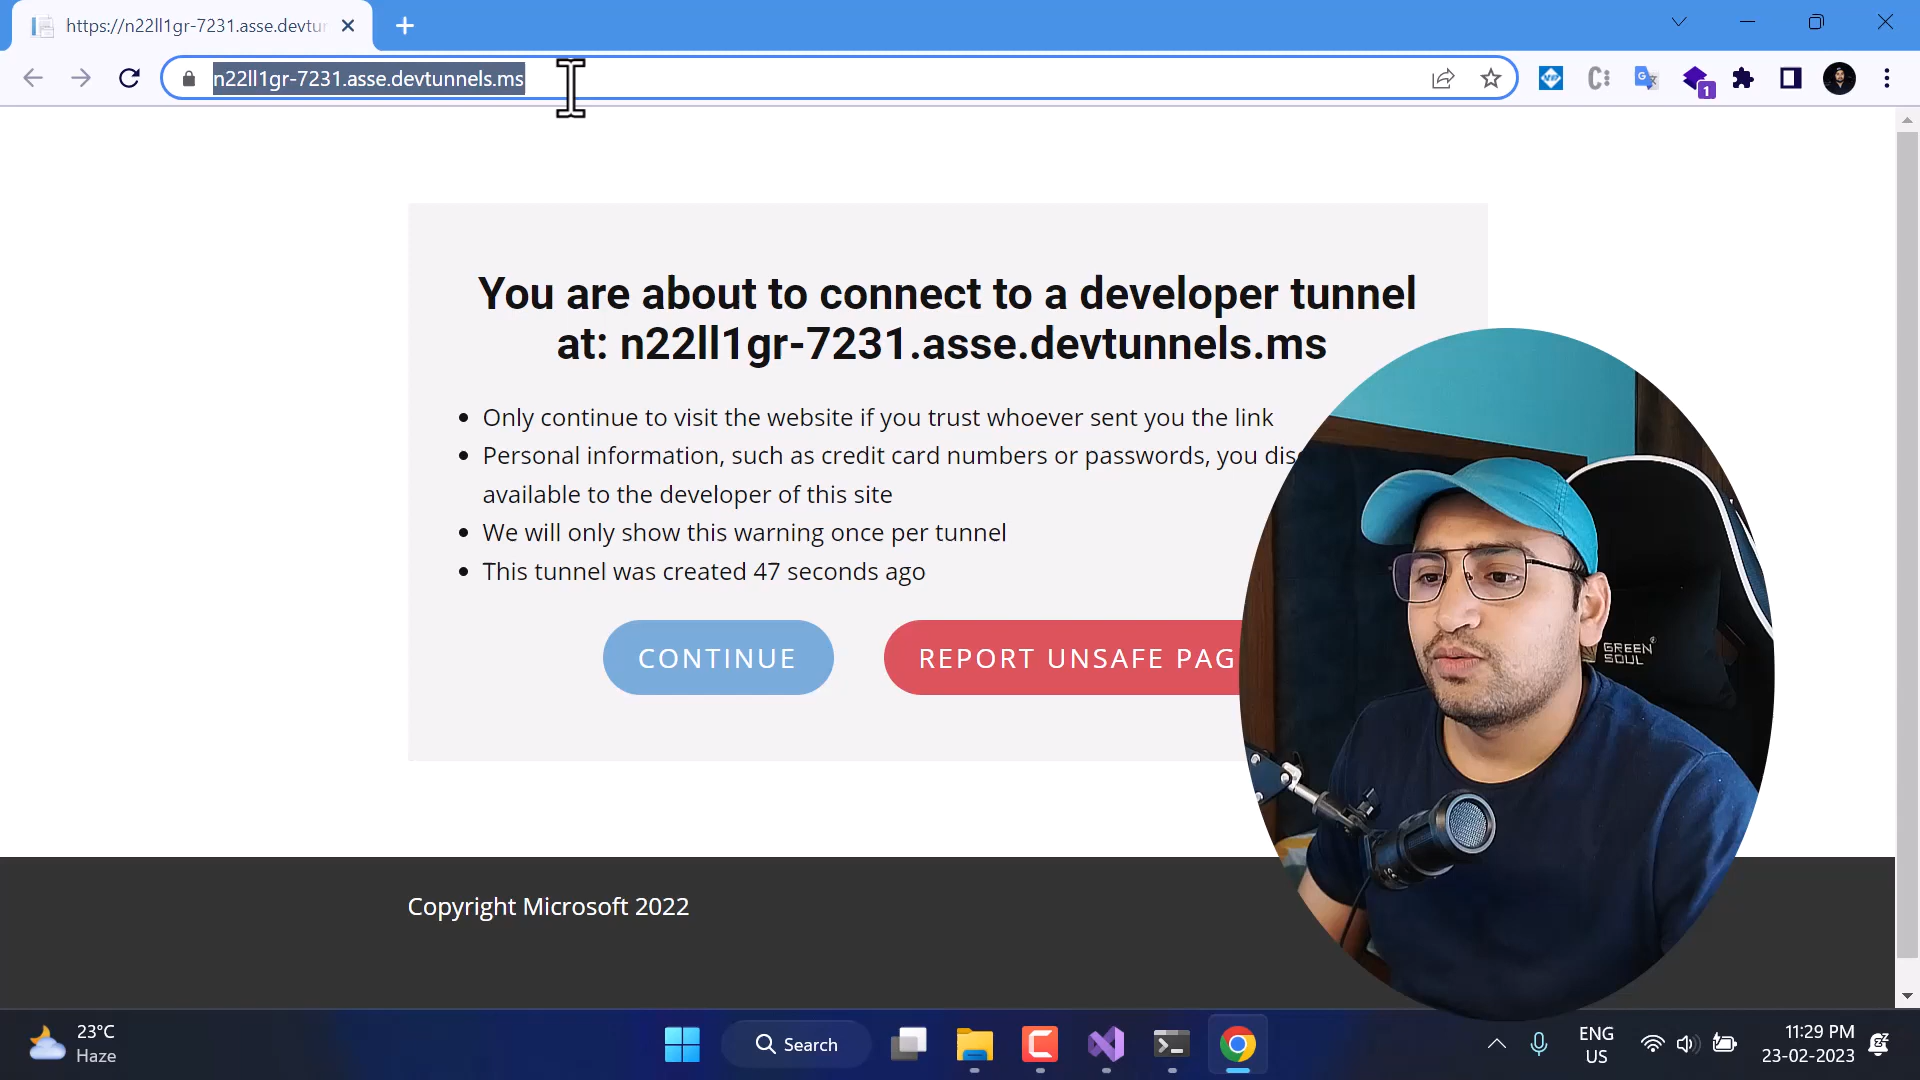 https://n22ll1gr-7231.asse.devtu
n22ll1gr-7231.asse.devtunnels.ms
1
You are about to connect to a developer tunnel
at: n22ll1gr-7231.asse.devtunnels.ms
Only continue to visit the website if you trust whoever sent you the link
Personal information, such as credit card numbers or passwords, you
available to the developer of this site
We will only show this warning once per tunnel
This tunnel was created 47 seconds ago
CONTINUE
REPORT UNSAFE
GREEN
SOUL
Copyright Microsoft 2022
23°C
Haze
Search
ENG
US
11:29 PM
23-02-2023